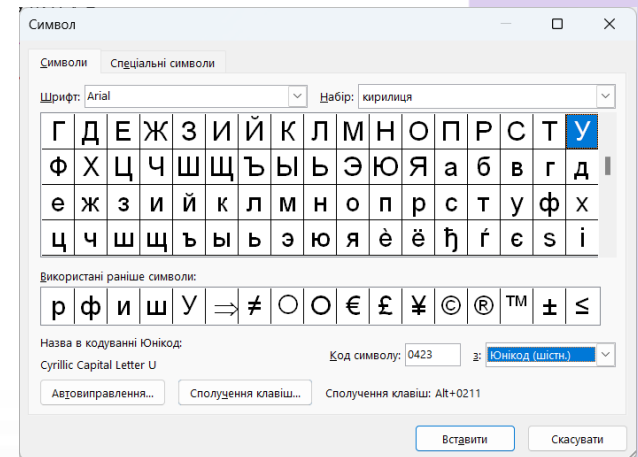 Символ
Символи Спеціальні символи
Шрифт: Arial Набір: кирилиця
Г Д Е Ж З И Й К Л М Н О П Р С Т У
Ф Х Ц Ч Ш Щ Ъ Ы Ь Э Ю Я а б в г д
е ж з и й к л м н о п р с т у ф х
ц ч ш щ ъ ы ь э ю я ѐ ё ђ ѓ є ѕ і
Використані раніше символи:
р ф и ш У ⇒ ≠ ○ О € £ ¥ © ® ™ ± ≤
Назва в кодуванні Юнікод:
Cyrillic Capital Letter U
Код символу: 0423 з: Юнікод (шістн.)
Автовиправлення... Сполучення клавіш... Сполучення клавіш: Alt+0211
Вставити Скасувати